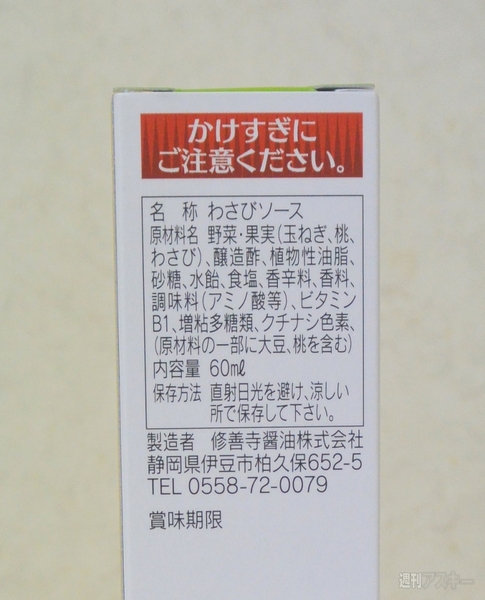 かけすぎに
ご注意ください。
名 称 わさびソース
原材料名 野菜・果実(玉ねぎ、桃、
わさび)、醸造酢、植物性油脂、
砂糖、水飴、食塩、香辛料、香料、
調味料(アミノ酸等)、ビタミン
B1、増粘多糖類、クチナシ色素、
(原材料の一部に大豆、桃を含む)
内容量 60㎖
保存方法 直射日光を避け、涼しい
所で保存して下さい。
製造者 修善寺醤油株式会社
静岡県伊豆市柏久保652-5
TEL 0558-72-0079
賞味期限
週刊アスキー